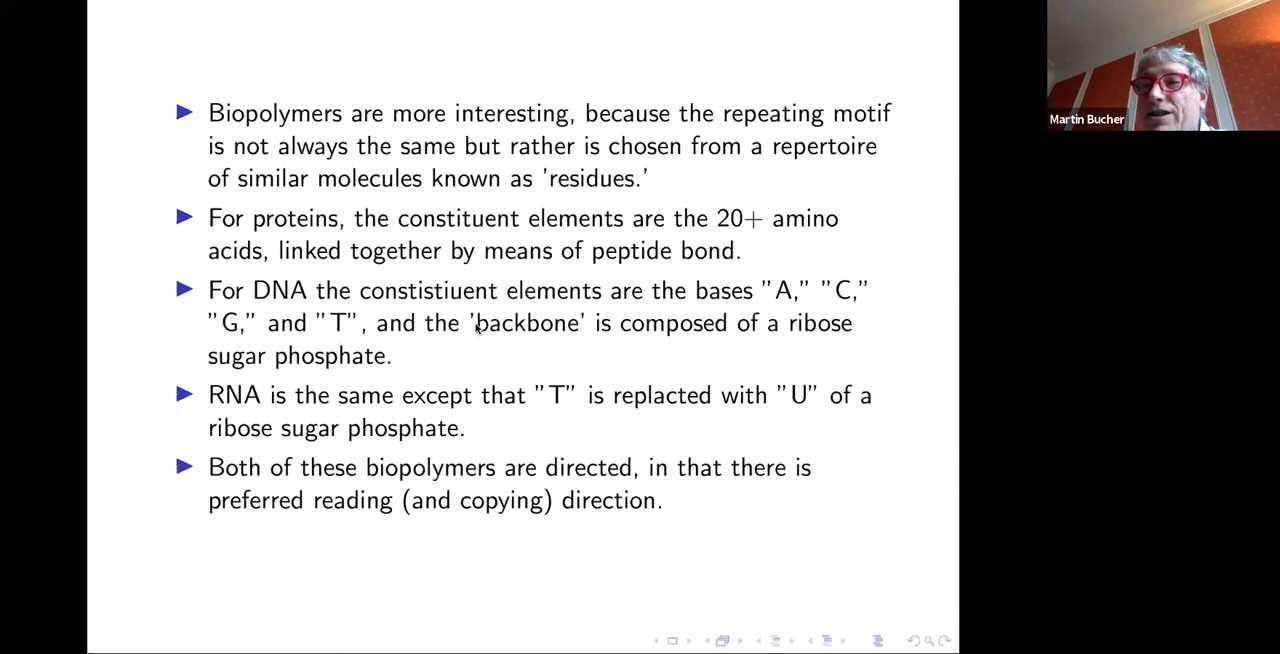 Biopolymers are more interesting, because the repeating motif
is not always the same but rather is chosen from a repertoire
of similar molecules known as 'residues.'
For proteins, the constituent elements are the 20+ amino
acids, linked together by means of peptide bond.
For DNA the constistiuent elements are the bases "A," "C,"
"G," and "T", and the 'backbone' is composed of a ribose
sugar phosphate.
RNA is the same except that "T" is replacted with "U" of a
ribose sugar phosphate.
Both of these biopolymers are directed, in that there is
preferred reading (and copying) direction.
Martin Bucher